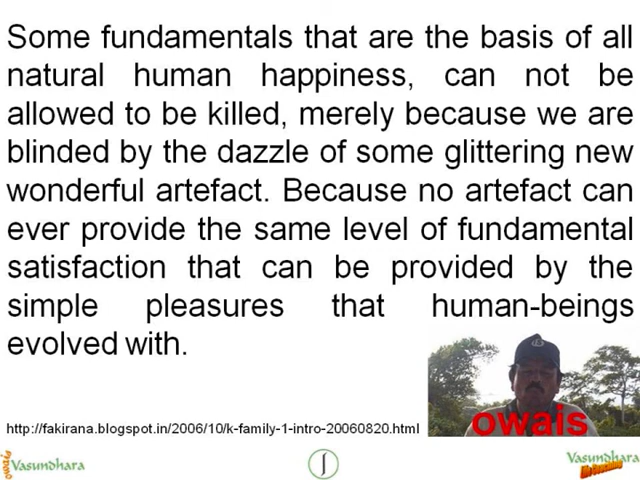 Some fundamentals that are the basis of all
natural human happiness, can not be
allowed to be killed, merely because we are
blinded by the dazzle of some glittering new
wonderful artefact. Because no artefact can
ever provide the same level of fundamental
satisfaction that can be provided by the
simple pleasures that human-beings
evolved with.
owais
http://fakirana.blogspot.in/2006/10/k-family-1-intro-20060820.html
owais
Vasundhara
Vasundhara
Life Coaching